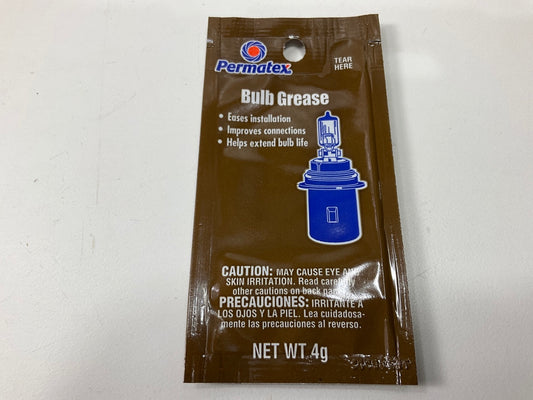 Permatex
TEAR
HERE
Bulb Grease
• Eases installation
• Improves connections
• Helps extend bulb life
CAUTION: MAY CAUSE EYE AND
SKIN IRRITATION. Read carefully
other cautions on back panel.
PRECAUCIONES: IRRITANTE A
LOS OJOS Y LA PIEL. Lea cuidadosa-
mente las precauciones al reverso.
NET WT. 4g